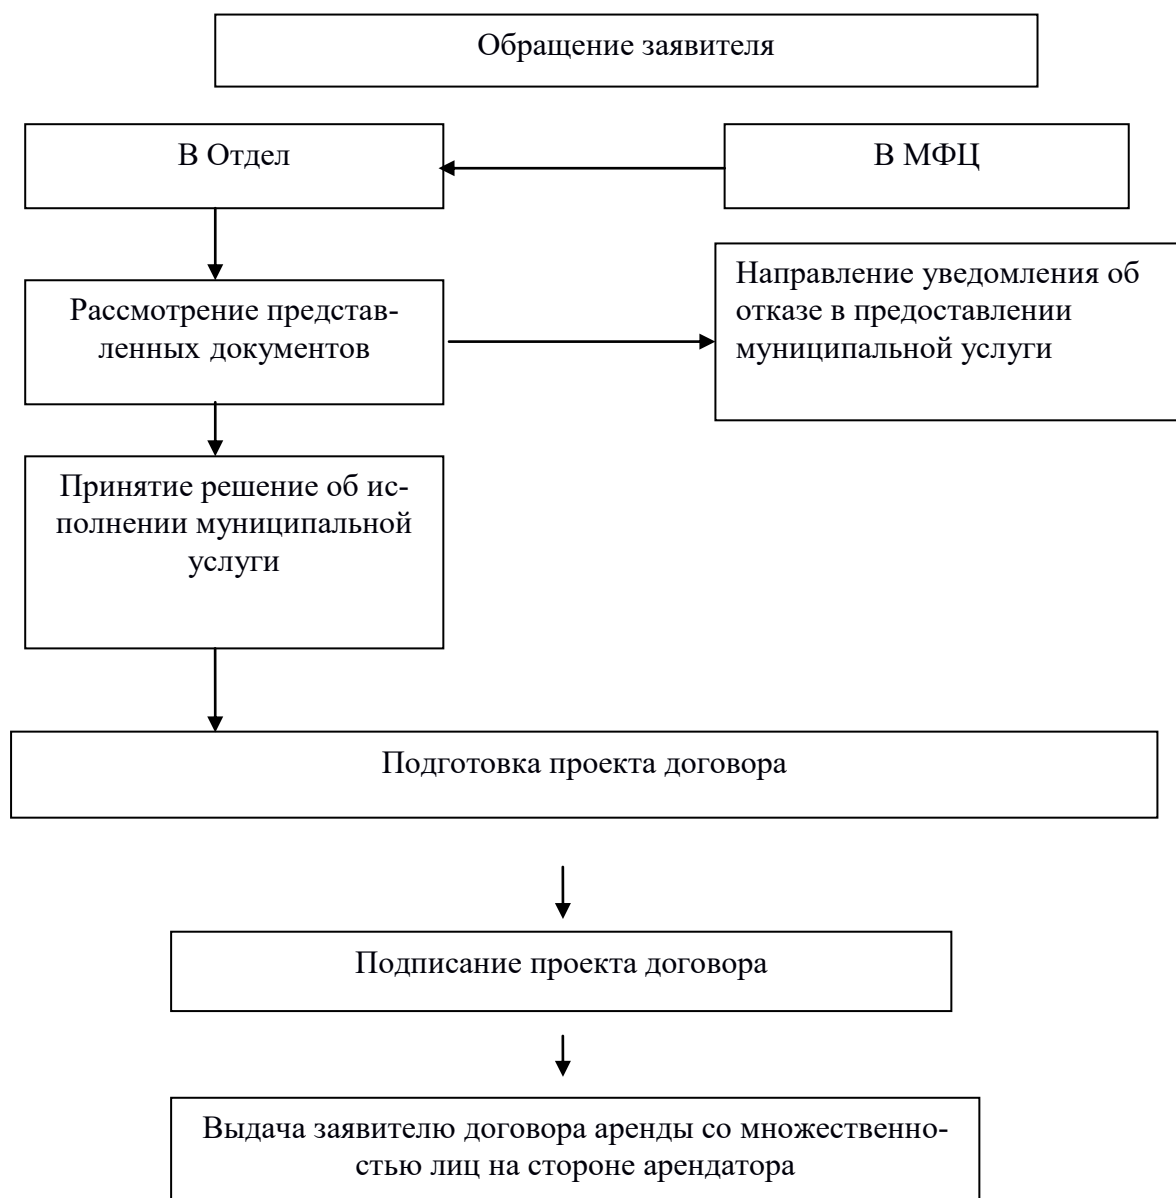 Обращение заявителя
В Отдел
В МФЦ
Рассмотрение представ-
ленных документов
Направление уведомления об
отказе в предоставлении
муниципальной услуги
Принятие решение об ис-
полнении муниципальной
услуги
Подготовка проекта договора
Подписание проекта договора
Выдача заявителю договора аренды со множественно-
стью лиц на стороне арендатора